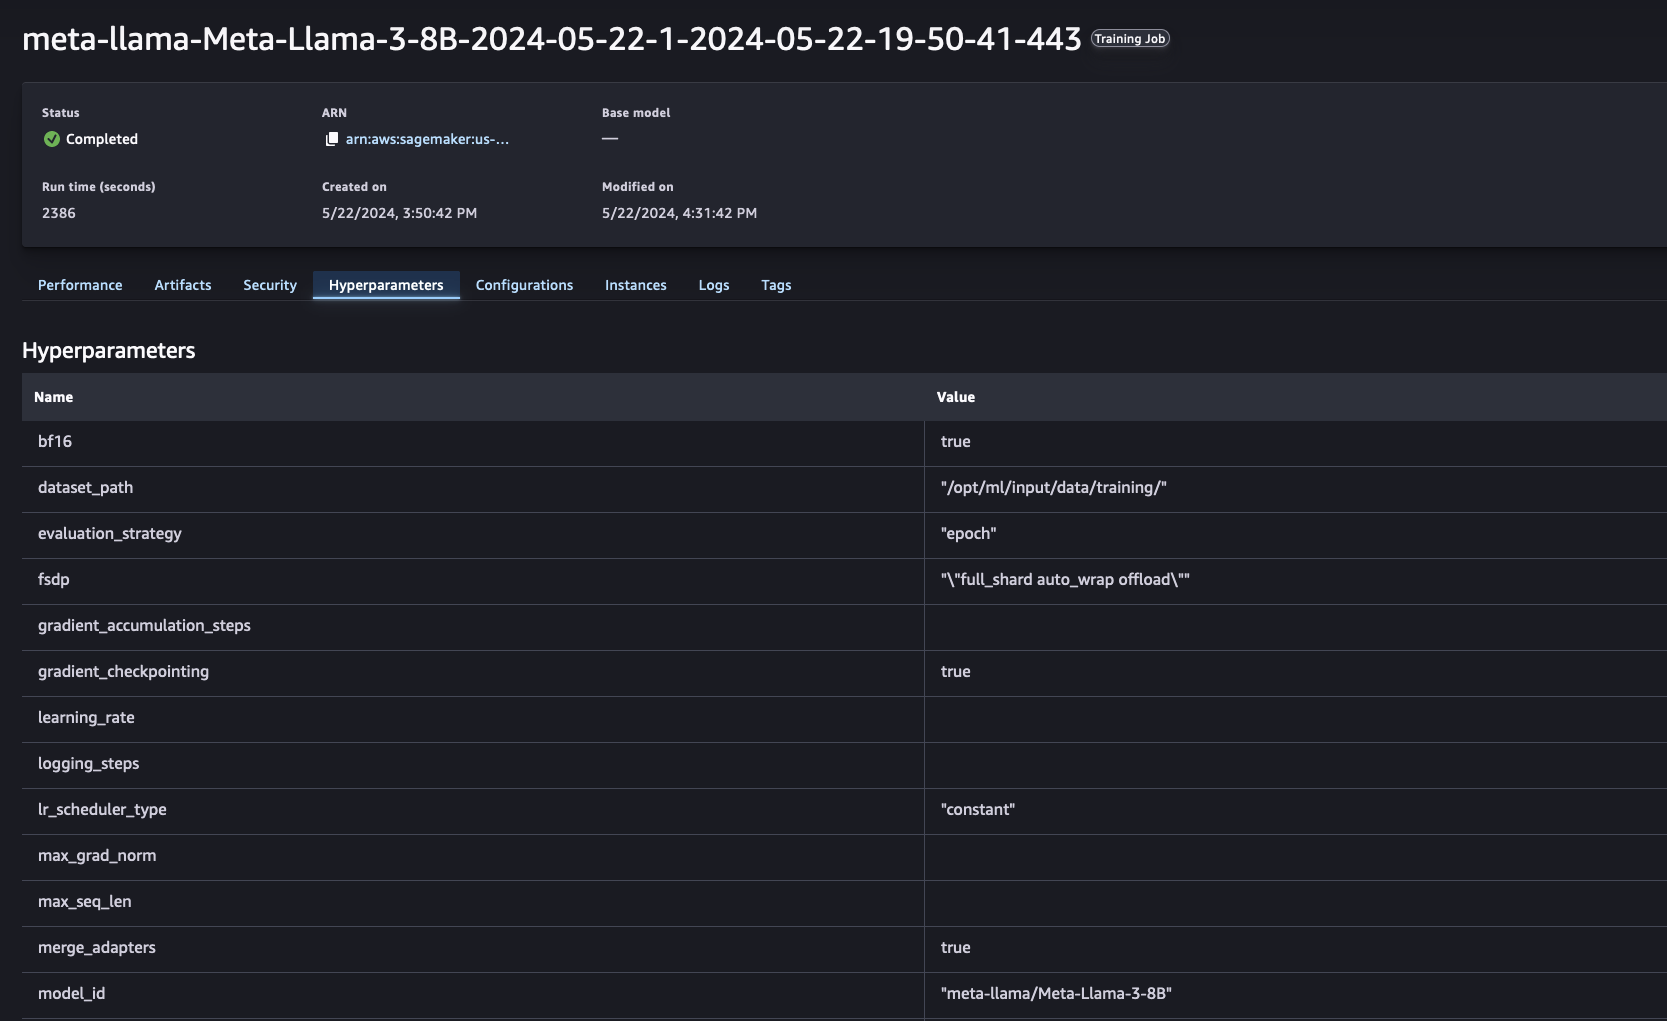 meta-llama-Meta-Llama-3-8B-2024-05-22-1-2024-05-22-19-50-41-443 Training Job
Status ARN Base model
Completed arn:aws:sagemaker:us-... —
Run time (seconds) Created on Modified on
2386 5/22/2024, 3:50:42 PM 5/22/2024, 4:31:42 PM
Performance Artifacts Security Hyperparameters Configurations Instances Logs Tags
Hyperparameters
Name Value
bf16 true
dataset_path "/opt/ml/input/data/training/"
evaluation_strategy "epoch"
fsdp "\"full_shard auto_wrap offload\""
gradient_accumulation_steps
gradient_checkpointing true
learning_rate
logging_steps
lr_scheduler_type "constant"
max_grad_norm
max_seq_len
merge_adapters true
model_id "meta-llama/Meta-Llama-3-8B"